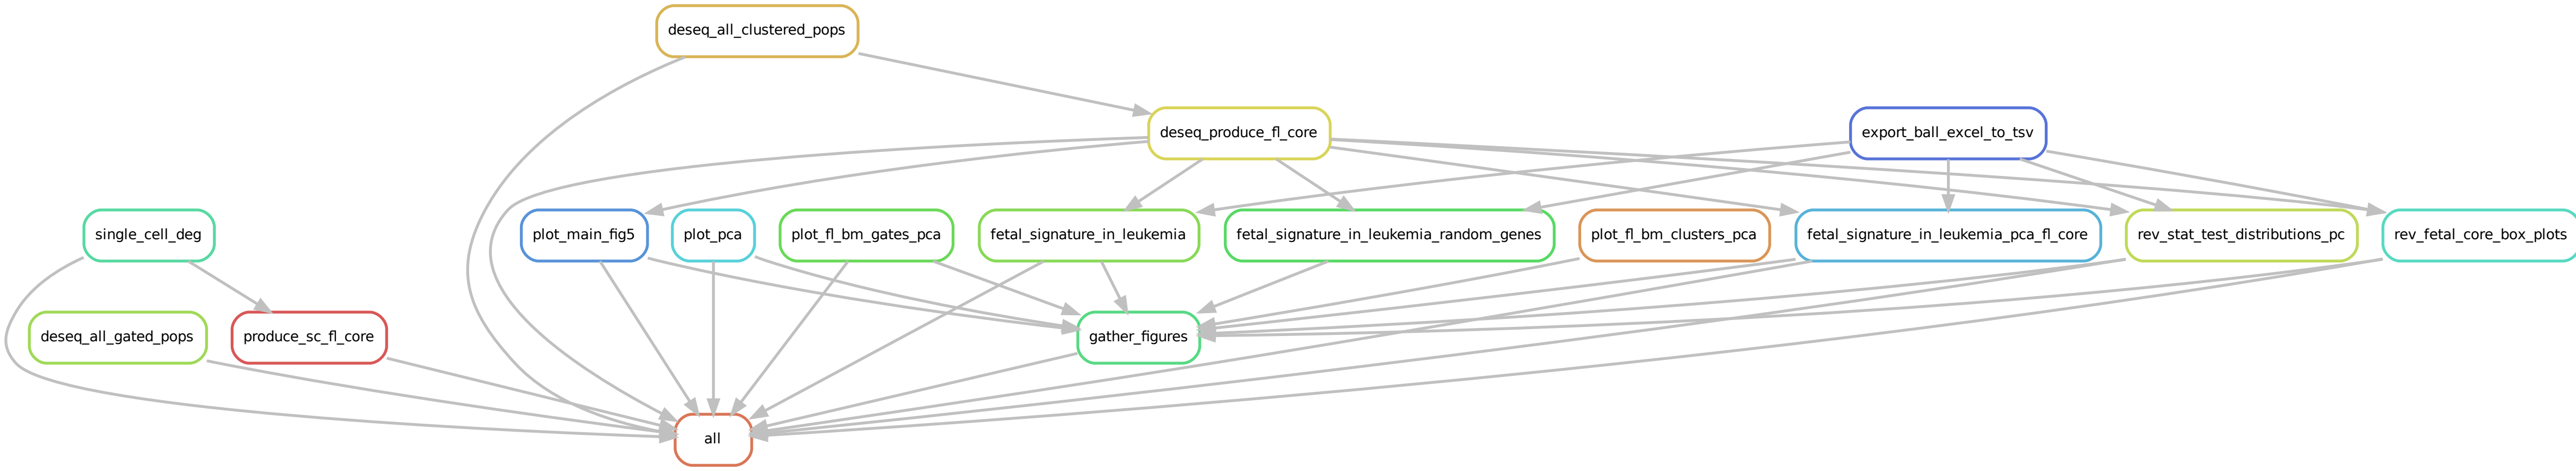 deseq_all_clustered_pops
deseq_produce_fl_core
export_ball_excel_to_tsv
single_cell_deg
plot_main_fig5
plot_pca
plot_fl_bm_gates_pca
fetal_signature_in_leukemia
fetal_signature_in_leukemia_random_genes
plot_fl_bm_clusters_pca
fetal_signature_in_leukemia_pca_fl_core
rev_stat_test_distributions_pc
rev_fetal_core_box_plots
deseq_all_gated_pops
produce_sc_fl_core
gather_figures
all